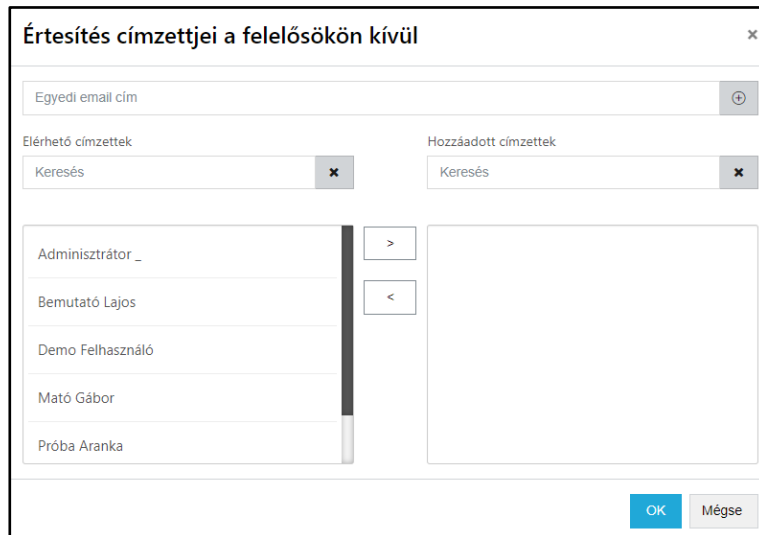 Értesítés címzettjei a felelősökön kívül ×
Egyedi email cím
Elérhető címzettek Hozzáadott címzettek
Keresés Keresés
Adminisztrátor _ >
Bemutató Lajos <
Demo Felhasználó
Mató Gábor
Próba Aranka
OK Mégse